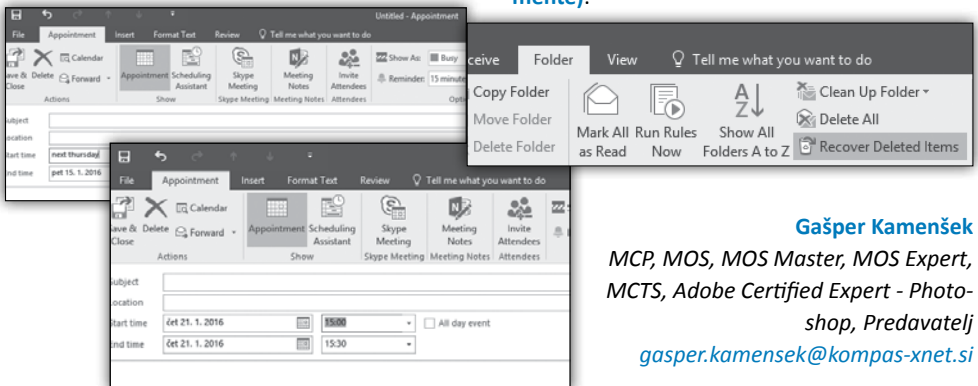 mente).
Untitled - Appointment
File Appointment Insert Format Text Review Tell me what you want to do
Save & Close Delete Calendar Forward
Appointment Scheduling Assistant Skype Meeting Meeting Notes Invite Attendees
Show As: Busy
Reminder: 15 minute
Actions Show Skype Meeting Meeting Notes Attendees Opti
ubject
ocation
tart time next thursday
nd time pet 15. 1. 2016
ceive Folder View Tell me what you want to do
Copy Folder
Move Folder
Delete Folder
Mark All as Read
Run Rules Now
Show All Folders A to Z
Clean Up Folder
Delete All
Recover Deleted Items
File Appointment Insert Format Text Review Tell me what you want to do
ave & Close Delete Calendar Forward
Appointment Scheduling Assistant Skype Meeting Meeting Notes Invite Attendees
Actions Show Skype Meeting Meeting Notes Attendees
ubject
ocation
tart time čet 21. 1. 2016 15:00 All day event
nd time čet 21. 1. 2016 15:30
Gašper Kamenšek
MCP, MOS, MOS Master, MOS Expert,
MCTS, Adobe Certified Expert - Photo-
shop, Predavatelj
gasper.kamensek@kompas-xnet.si